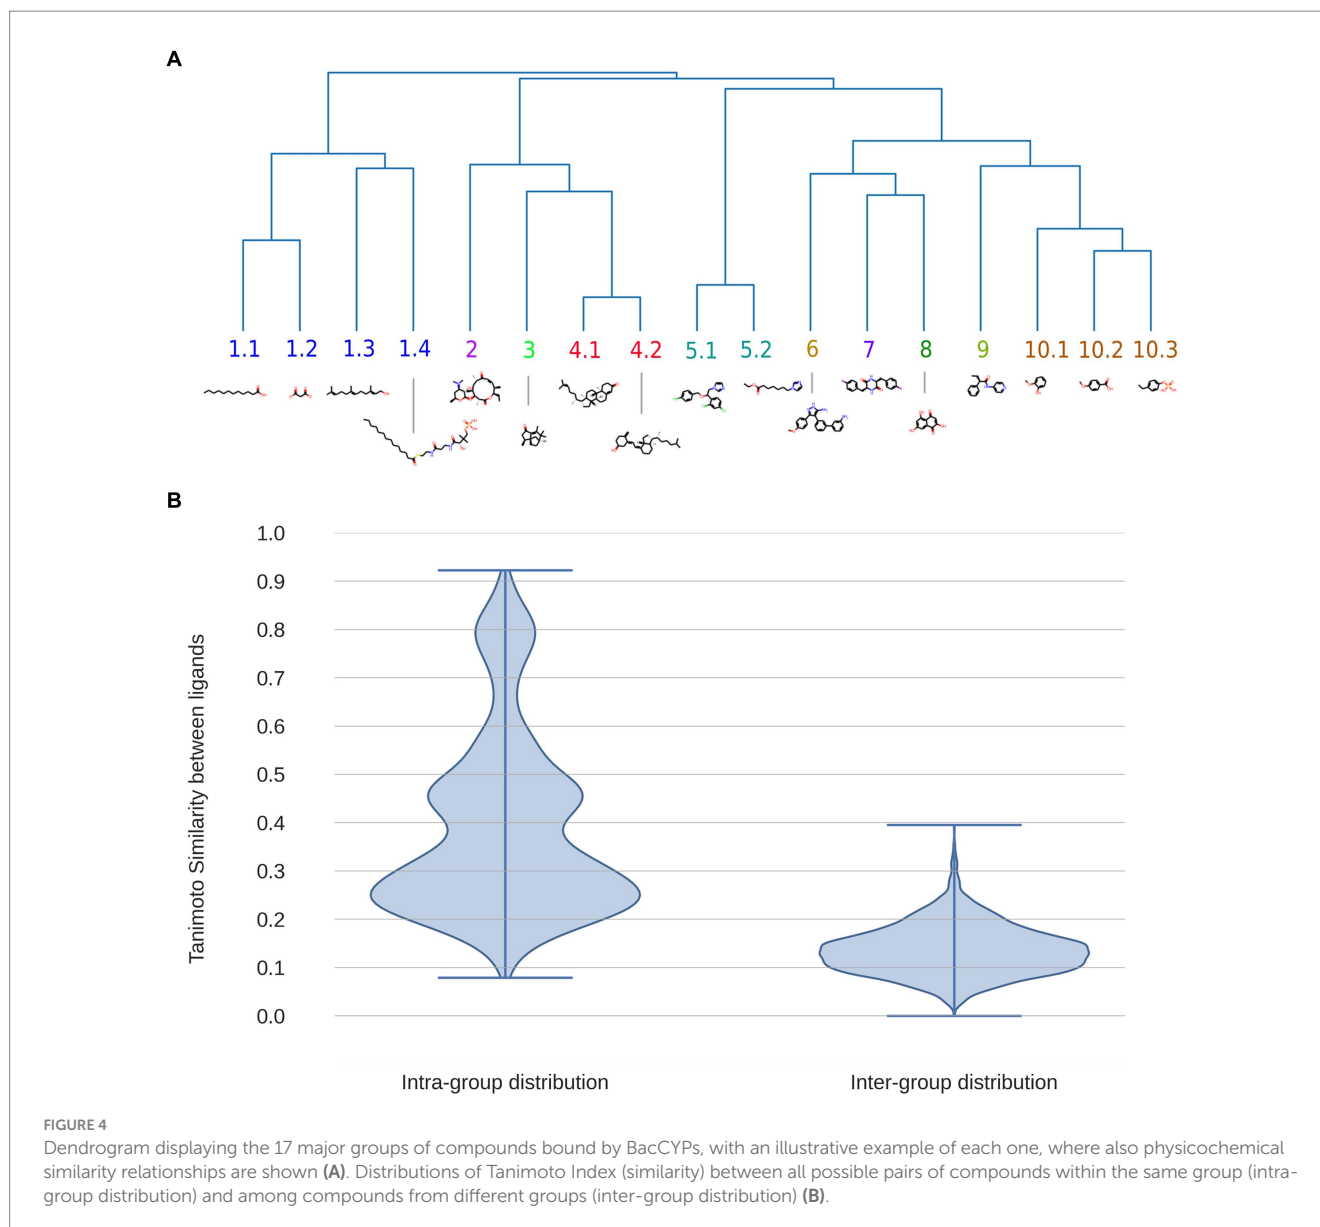 A
1.1 1.2 1.3 1.4 2 3 4.1 4.2 5.1 5.2 6 7 8 9 10.1 10.2 10.3
B
1.0
0.9
0.8
0.7
0.6
0.5
0.4
0.3
0.2
0.1
0.0
Tanimoto Similarity between ligands
Intra-group distribution Inter-group distribution
FIGURE 4
Dendrogram displaying the 17 major groups of compounds bound by BacCYPs, with an illustrative example of each one, where also physicochemical
similarity relationships are shown (A). Distributions of Tanimoto Index (similarity) between all possible pairs of compounds within the same group (intra-
group distribution) and among compounds from different groups (inter-group distribution) (B).